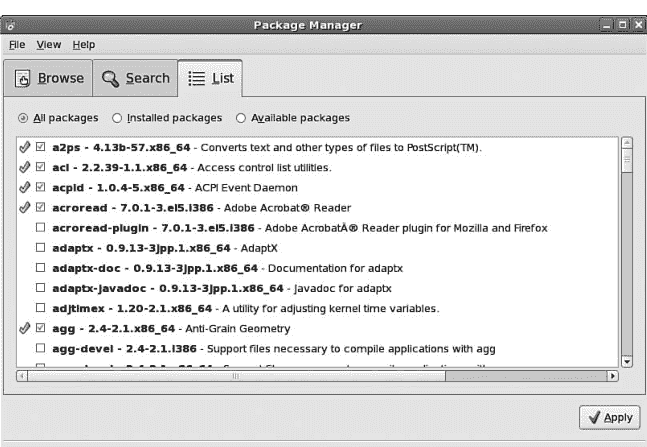 Package Manager
File View Help
Browse Search List
All packages Installed packages Available packages
a2ps - 4.13b-57.x86_64 - Converts text and other types of files to PostScript(TM).
acl - 2.2.39-1.1.x86_64 - Access control list utilities.
acpid - 1.0.4-5.x86_64 - ACPI Event Daemon
acroread - 7.0.1-3.el5.i386 - Adobe Acrobat® Reader
acroread-plugin - 7.0.1-3.el5.i386 - Adobe AcrobatÂ® Reader plugin for Mozilla and Firefox
adaptx - 0.9.13-3jpp.1.x86_64 - AdaptX
adaptx-doc - 0.9.13-3jpp.1.x86_64 - Documentation for adaptx
adaptx-javadoc - 0.9.13-3jpp.1.x86_64 - Javadoc for adaptx
adjtimex - 1.20-2.1.x86_64 - A utility for adjusting kernel time variables.
agg - 2.4-2.1.x86_64 - Anti-Grain Geometry
agg-devel - 2.4-2.1.i386 - Support files necessary to compile applications with agg
Apply